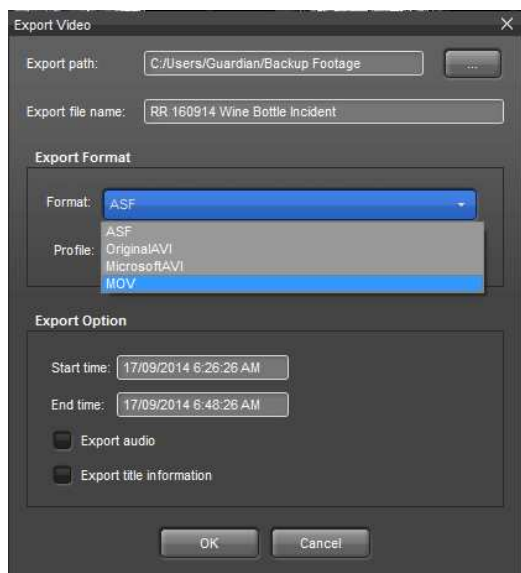 Export Video
Export path: C:/Users/Guardian/Backup Footage ...
Export file name: RR 160914 Wine Bottle Incident
Export Format
Format: ASF
ASF
Profile: OriginalAVI
MicrosoftAVI
MOV
Export Option
Start time: 17/09/2014 6:26:26 AM
End time: 17/09/2014 6:48:26 AM
Export audio
Export title information
OK Cancel